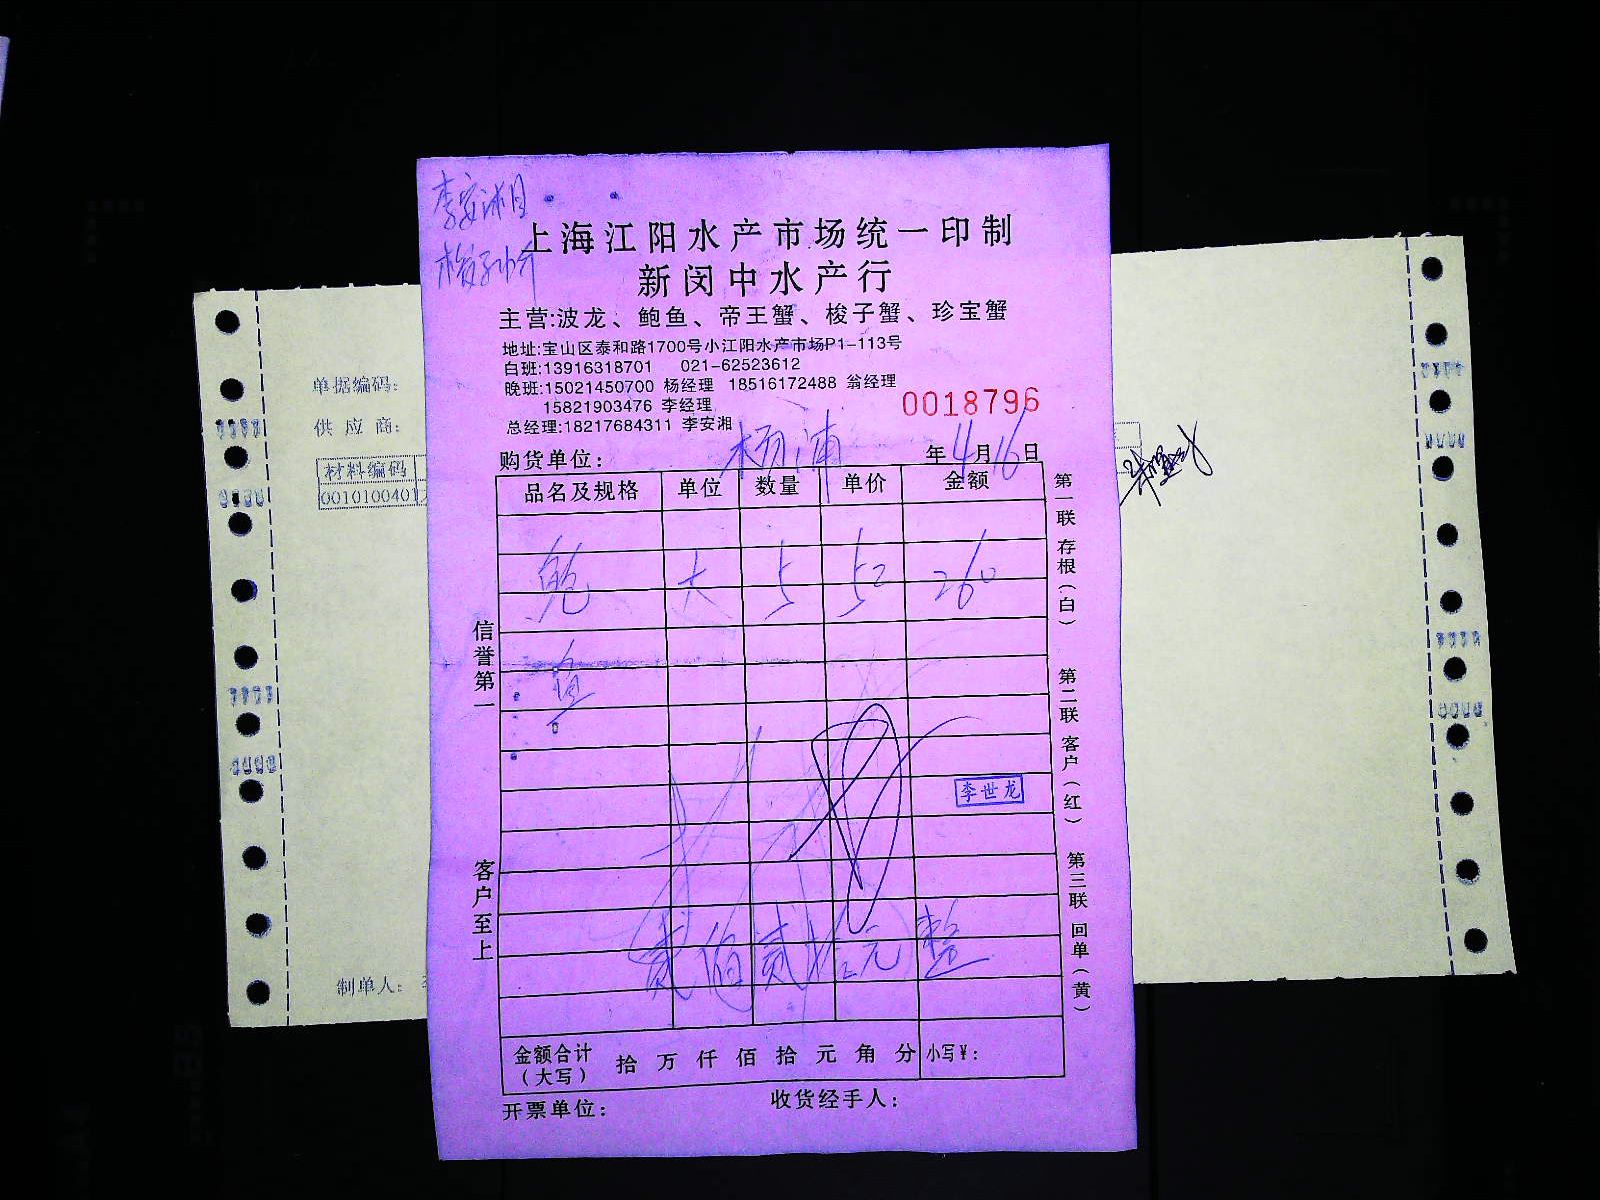 上海江阳水产市场统一印制
新闵中水产行
主营:波龙、鲍鱼、帝王蟹、梭子蟹、珍宝蟹
地址:宝山区泰和路1700号小江阳水产市场P1-113号
白班:13916318701 021-62523612
晚班:15021450700 杨经理 18516172488 翁经理
15821903476 李经理
0018796
总经理:18217684311 李安湘
购货单位: 杨浦 年4月16日
品名及规格 单位 数量 单价 金额
鲍 大 5 52 260
鱼
李世龙
贰佰贰拾元整
金额合计(大写) 拾 万 仟 佰 拾 元 角 分 小写¥:
开票单位: 收货经手人:
信誉第一
客户至上
第一联 存根(白)
第二联 客户(红)
第三联 回单(黄)
单据编码:
供应商:
材料编码
0010100401
制单人: